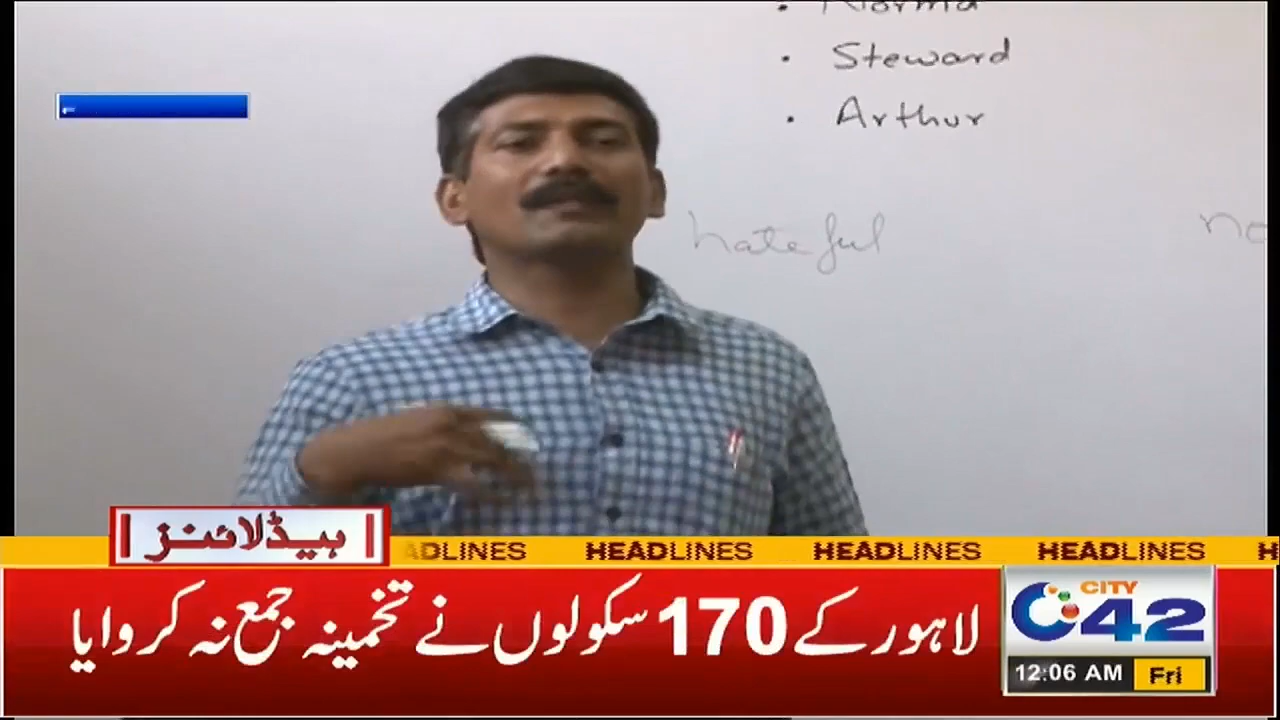 • Steward
• Arthur
hateful
ہیڈلائنز
HEADLINES HEADLINES HEADLINES
لاہور کے 170 سکولوں نے تخمینہ جمع نہ کروایا
CITY
42
12:06 AM Fri